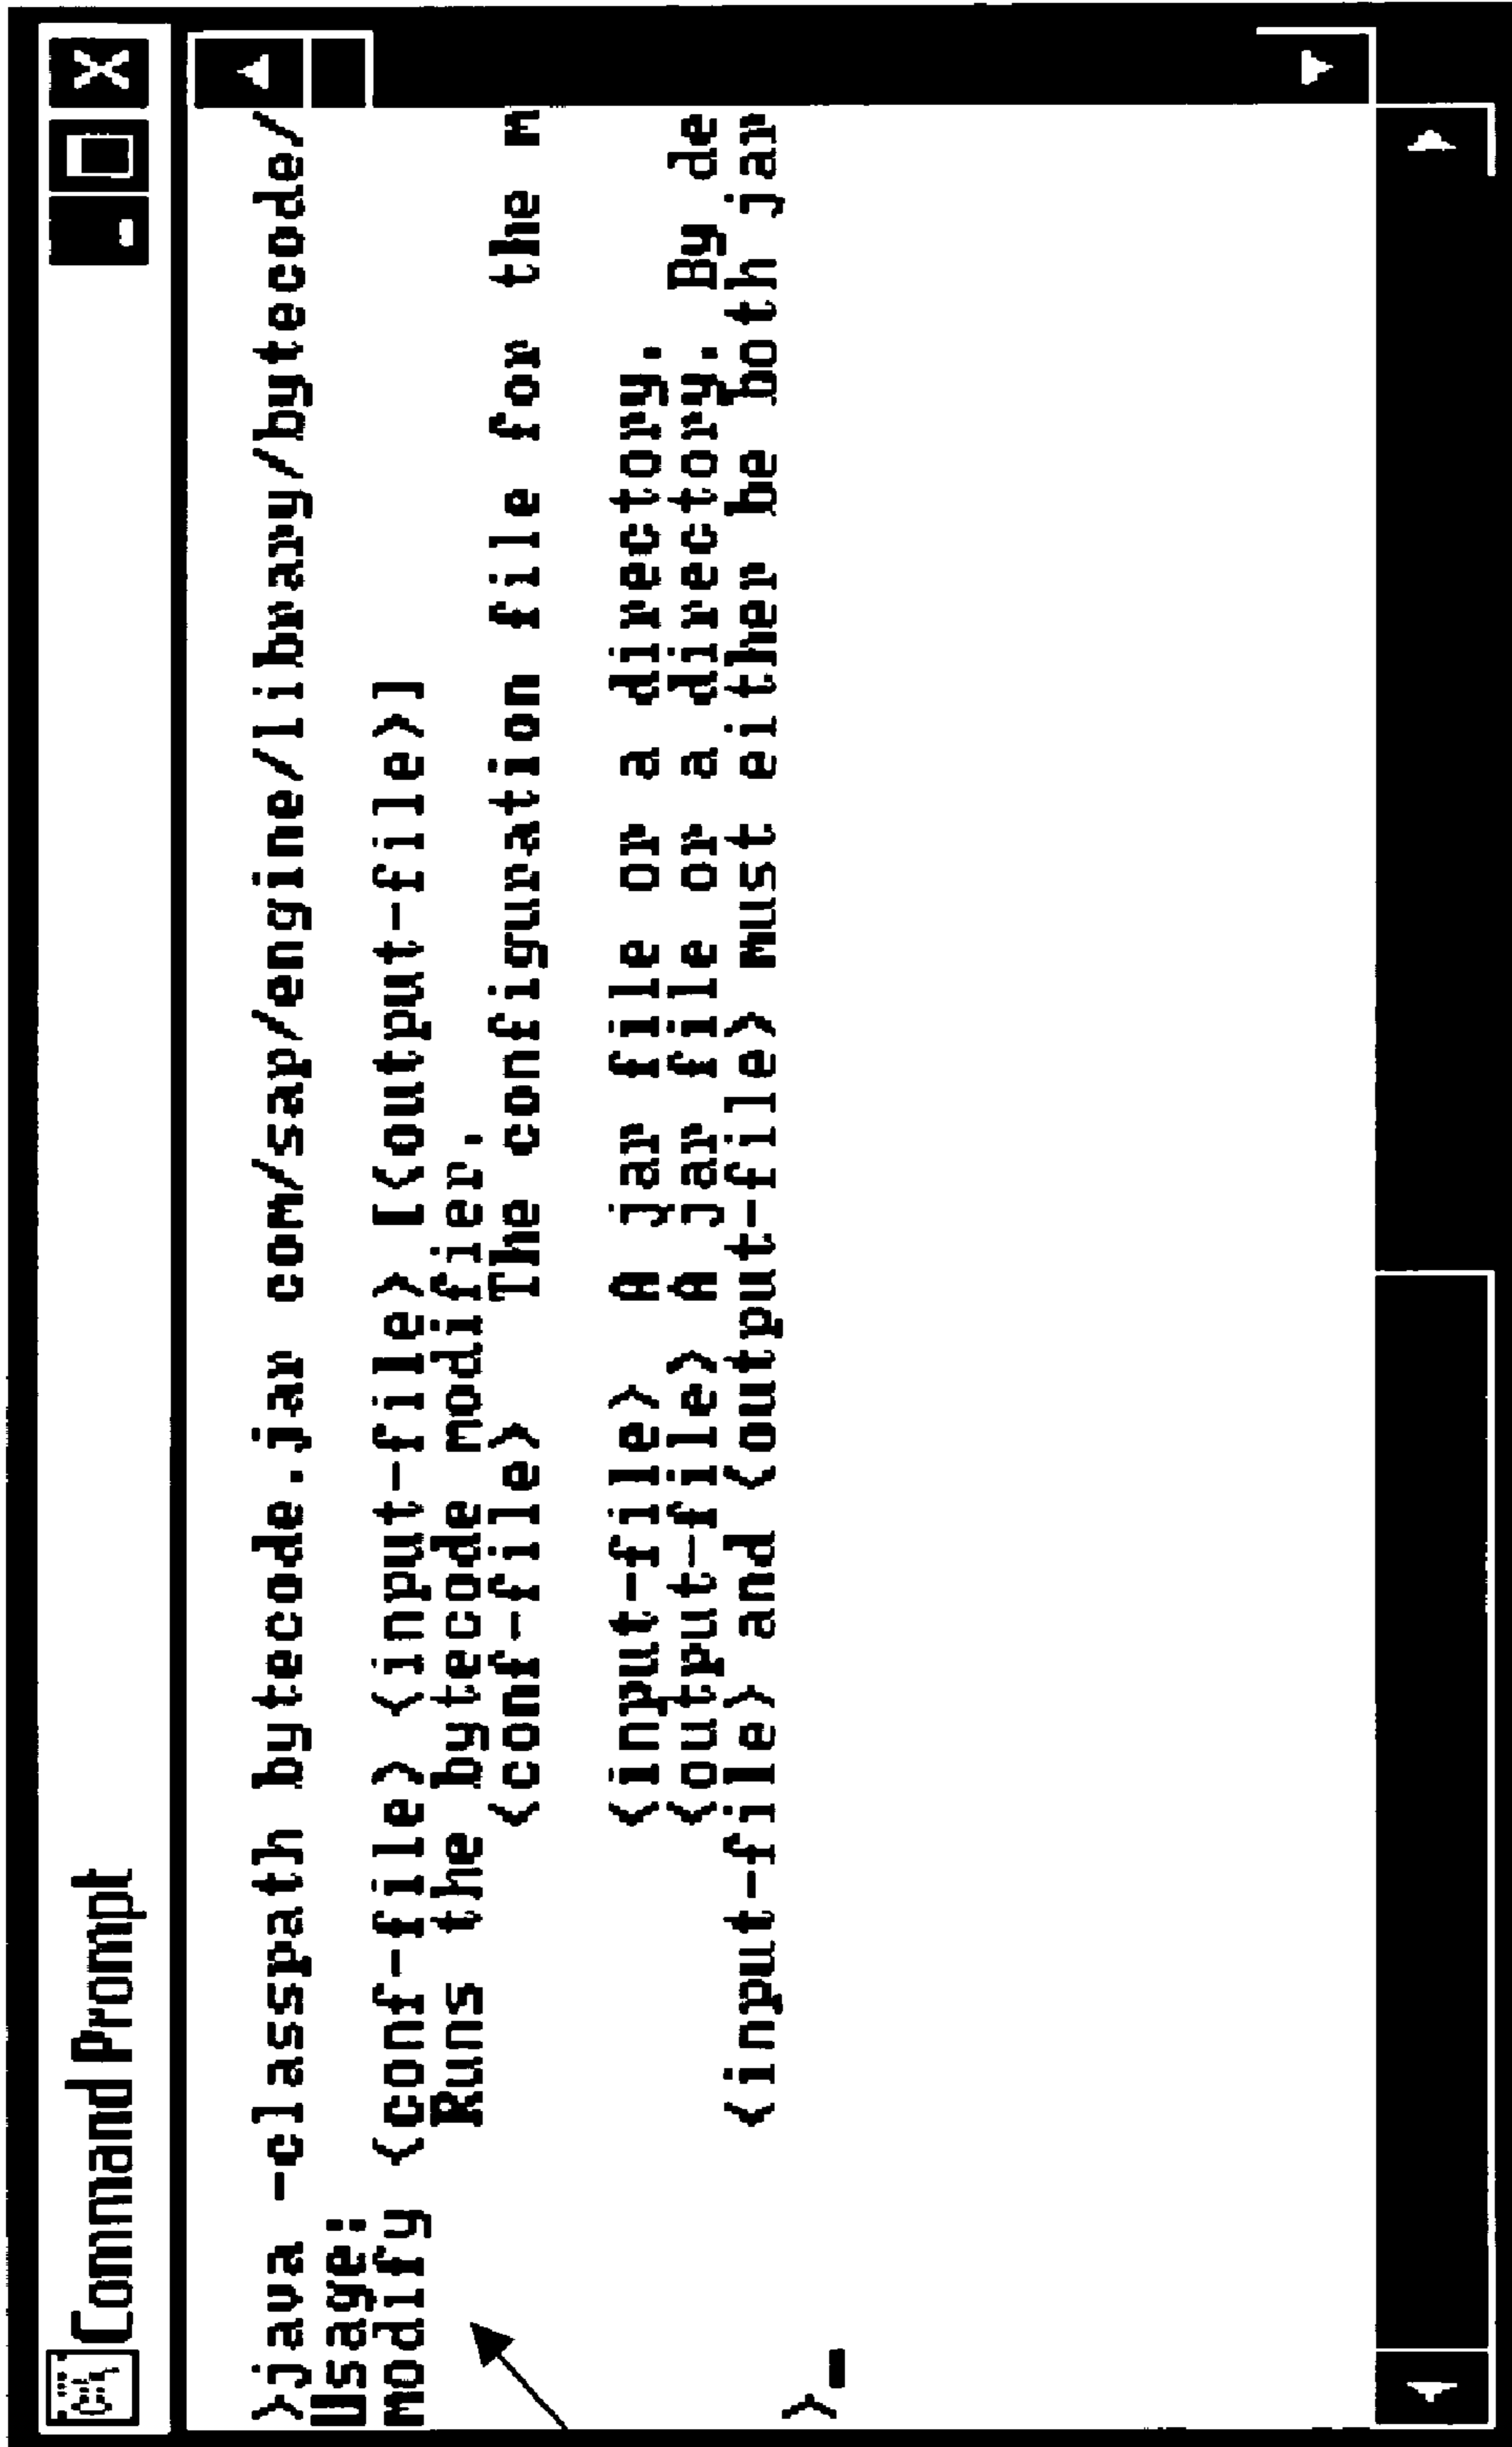 Command Prompt
>java -classpath bytecode.jar com/sap/engine/library/bytecode/
Usage:
modify <conf-file> <input-file> [<output-file>]
Runs the bytecode modifier.
<conf-file> The configuration file for the m
<input-file> A jar file or a directory.
<output-file> A jar file or a directory. By de
<input-file> and <output-file> must either be both jar
>_